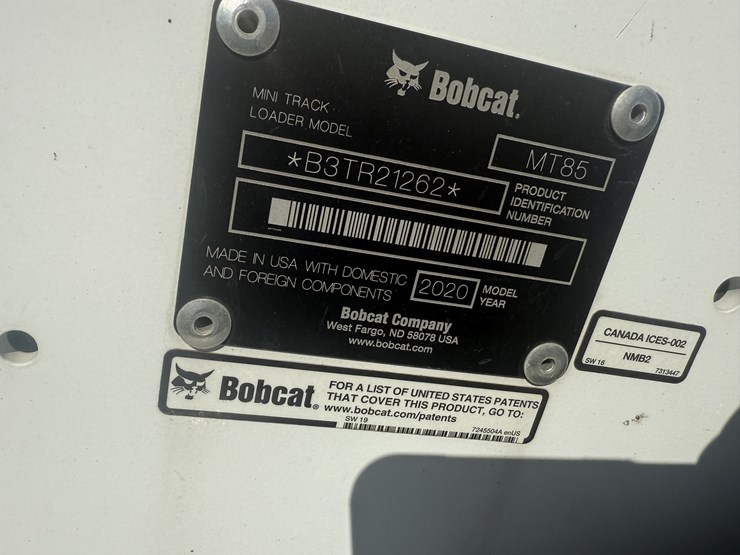 Bobcat.
MINI TRACK
LOADER MODEL
MT85
*B3TR21262*
PRODUCT
IDENTIFICATION
NUMBER
MADE IN USA WITH DOMESTIC
AND FOREIGN COMPONENTS
2020
MODEL
YEAR
Bobcat Company
West Fargo, ND 58078 USA
www.bobcat.com
CANADA ICES-002
NMB2
SW 16
7313447
Bobcat.
FOR A LIST OF UNITED STATES PATENTS
THAT COVER THIS PRODUCT, GO TO:
www.bobcat.com/patents
SW 19
7245504A enUS